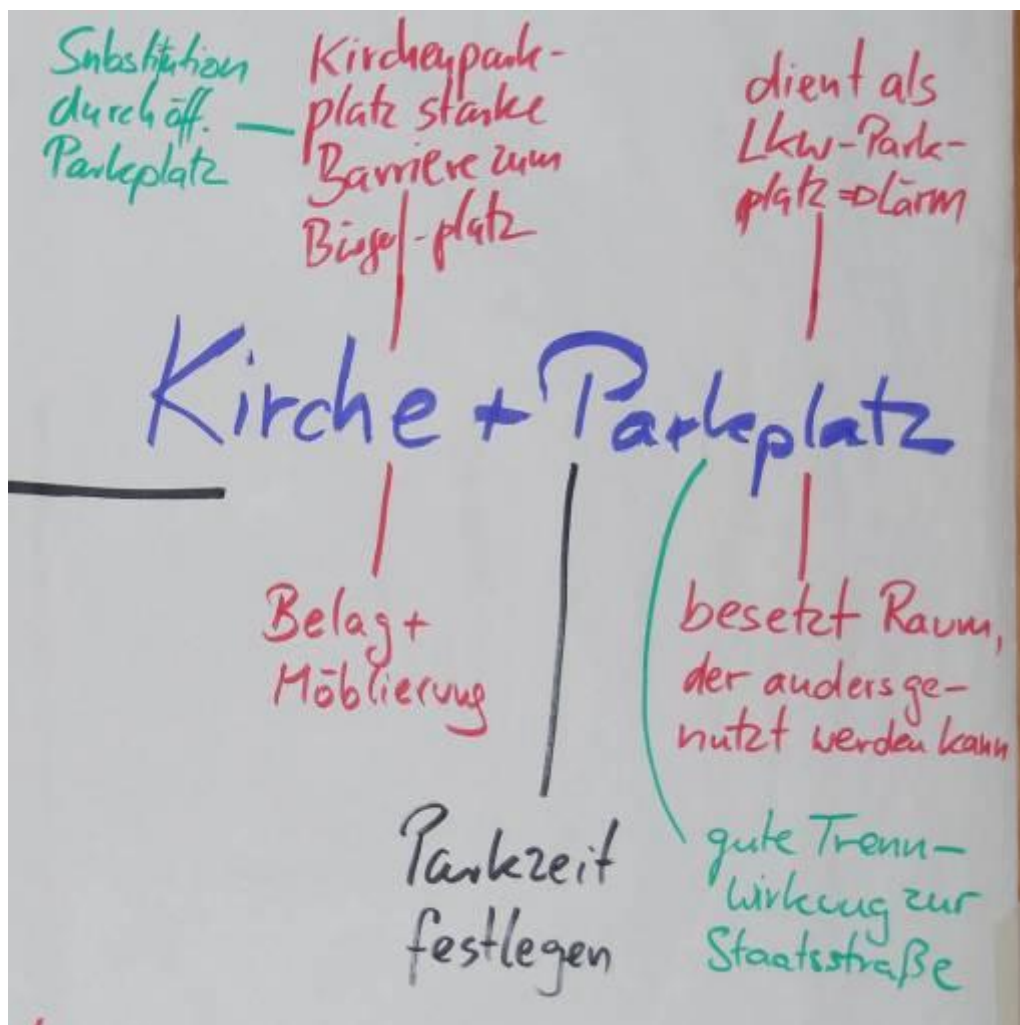 Substitution
durch öff.
Parkplatz
Kirchenpark-
platz starke
Barriere zum
-platz
dient als
Lkw-Park-
platz ⇒ Lärm
Kirche + Parkplatz
Belag +
Möblierung
besetzt Raum,
der anders ge-
nutzt werden kann
Parkzeit
festlegen
gute Trenn-
wirkung zur
Staatsstraße